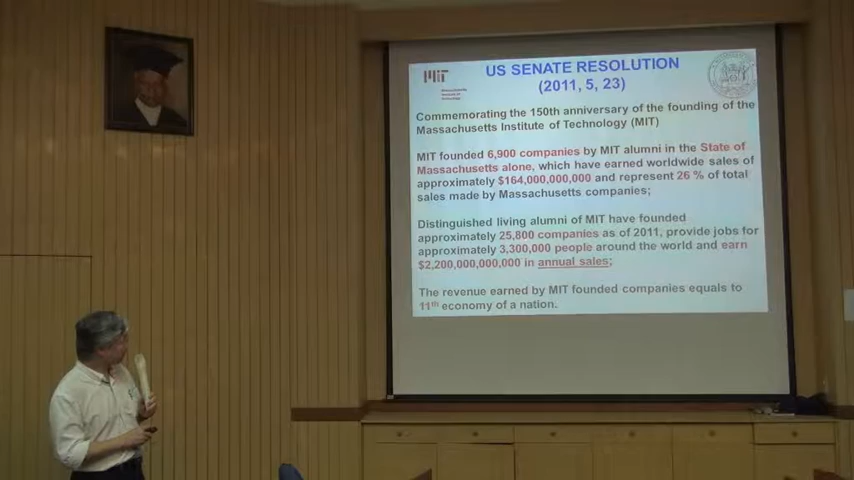 MIT
US SENATE RESOLUTION
(2011, 5, 23)
Commemorating the 150th anniversary of the founding of the
Massachusetts Institute of Technology (MIT)
MIT founded 6,900 companies by MIT alumni in the State of
Massachusetts alone, which have earned worldwide sales of
approximately $164,000,000,000 and represent 26 % of total
sales made by Massachusetts companies;
Distinguished living alumni of MIT have founded
approximately 25,800 companies as of 2011, provide jobs for
approximately 3,300,000 people around the world and earn
$2,200,000,000,000 in annual sales;
The revenue earned by MIT founded companies equals to
11th economy of a nation.